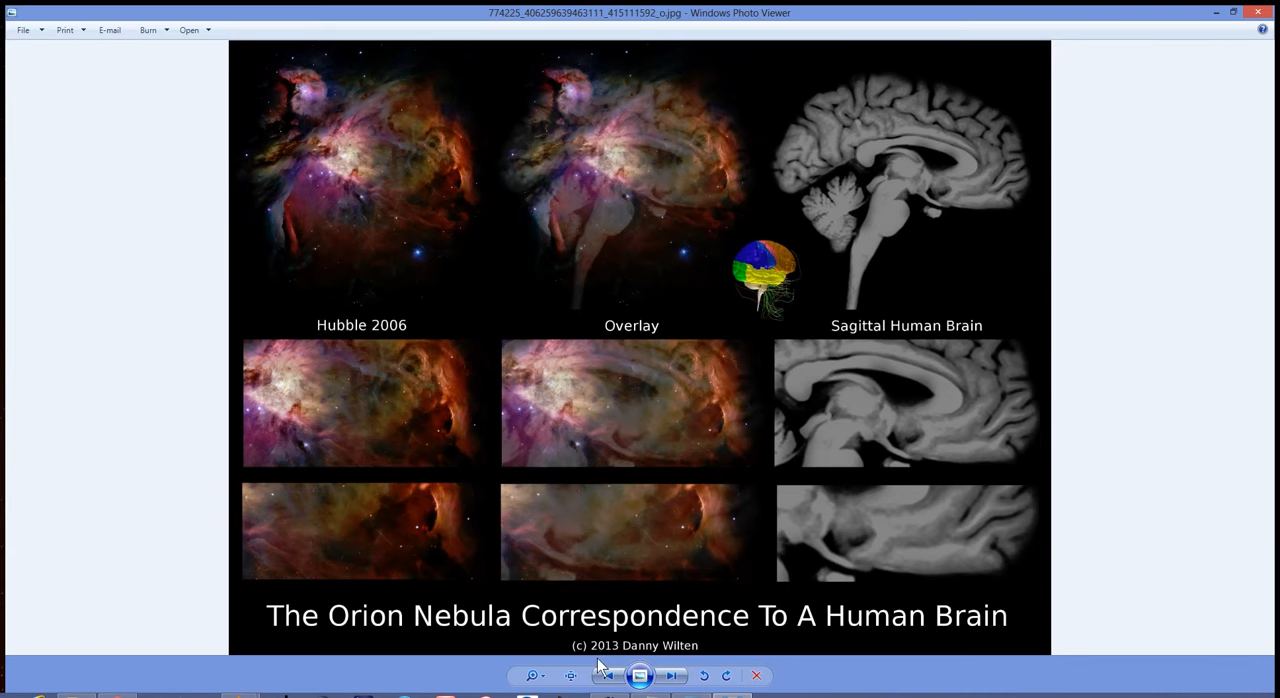 774225_406259639463111_415111592_o.jpg - Windows Photo Viewer
File Print E-mail Burn Open
Hubble 2006 Overlay Sagittal Human Brain
The Orion Nebula Correspondence To A Human Brain
(c) 2013 Danny Wilten